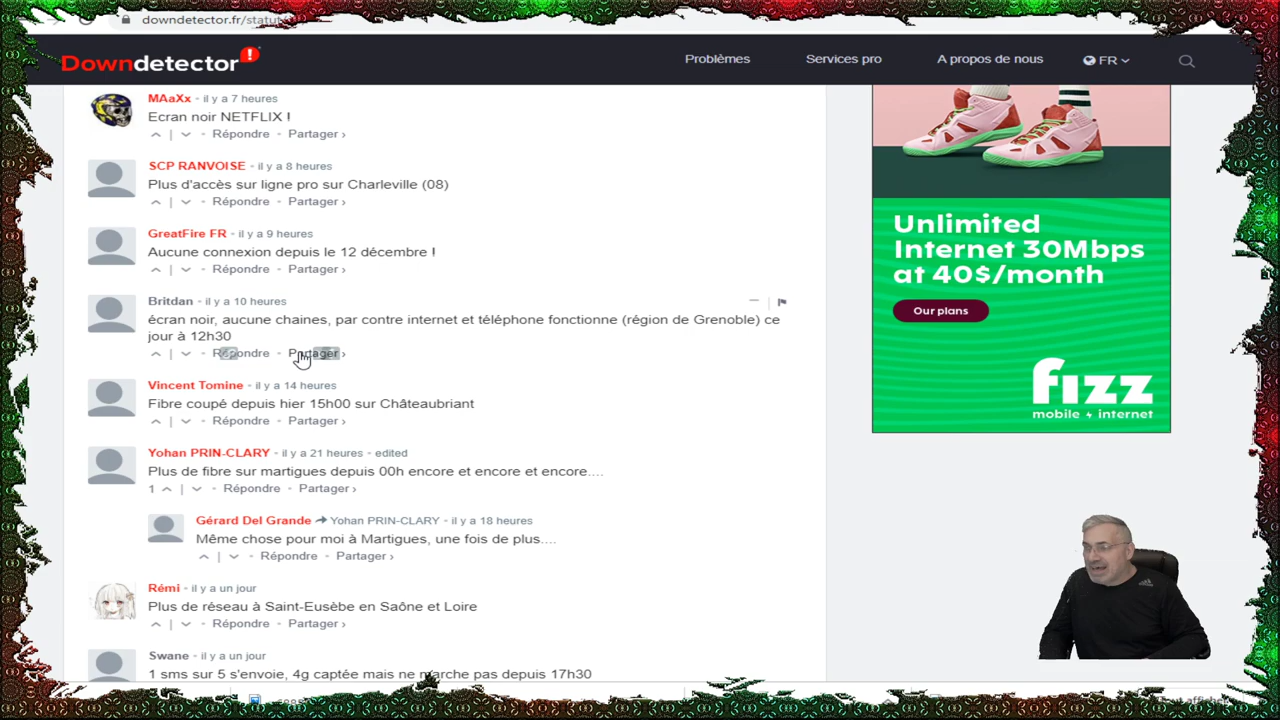 downdetector.fr/statut
Downdetector!
Problèmes
Services pro
A propos de nous
FR
MAaXx - il y a 7 heures
Ecran noir NETFLIX !
Répondre Partager ›
SCP RANVOISE - il y a 8 heures
Plus d'accès sur ligne pro sur Charleville (08)
Répondre Partager ›
GreatFire FR - il y a 9 heures
Aucune connexion depuis le 12 décembre !
Répondre Partager ›
Britdan - il y a 10 heures
écran noir, aucune chaines, par contre internet et téléphone fonctionne (région de Grenoble) ce
jour à 12h30
Répondre Partager ›
Vincent Tomine - il y a 14 heures
Fibre coupé depuis hier 15h00 sur Châteaubriant
Répondre Partager ›
Yohan PRIN-CLARY - il y a 21 heures - edited
Plus de fibre sur martigues depuis 00h encore et encore et encore....
1 Répondre Partager ›
Gérard Del Grande Yohan PRIN-CLARY - il y a 18 heures
Même chose pour moi à Martigues, une fois de plus....
Répondre Partager ›
Rémi - il y a un jour
Plus de réseau à Saint-Eusèbe en Saône et Loire
Répondre Partager ›
Swane - il y a un jour
1 sms sur 5 s'envoie, 4g captée mais ne marche pas depuis 17h30
Unlimited
Internet 30Mbps
at 40$/month
Our plans
fizz
mobile + internet
adidas